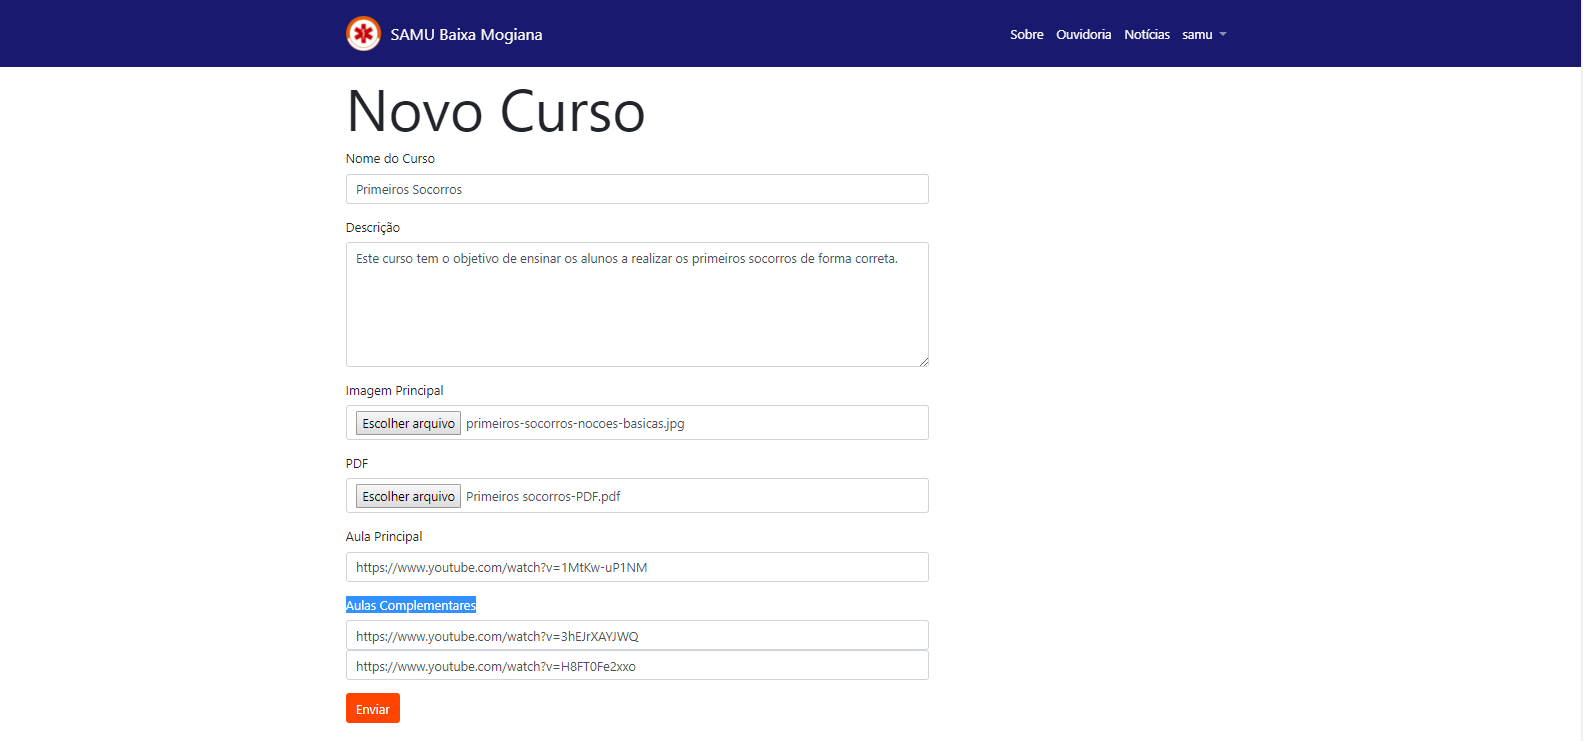 SAMU Baixa Mogiana
Sobre Ouvidoria Notícias samu
Novo Curso
Nome do Curso
Primeiros Socorros
Descrição
Este curso tem o objetivo de ensinar os alunos a realizar os primeiros socorros de forma correta.
Imagem Principal
Escolher arquivo primeiros-socorros-nocoes-basicas.jpg
PDF
Escolher arquivo Primeiros socorros-PDF.pdf
Aula Principal
https://www.youtube.com/watch?v=1MtKw-uP1NM
Aulas Complementares
https://www.youtube.com/watch?v=3hEJrXAYJWQ
https://www.youtube.com/watch?v=H8FT0Fe2xxo
Enviar